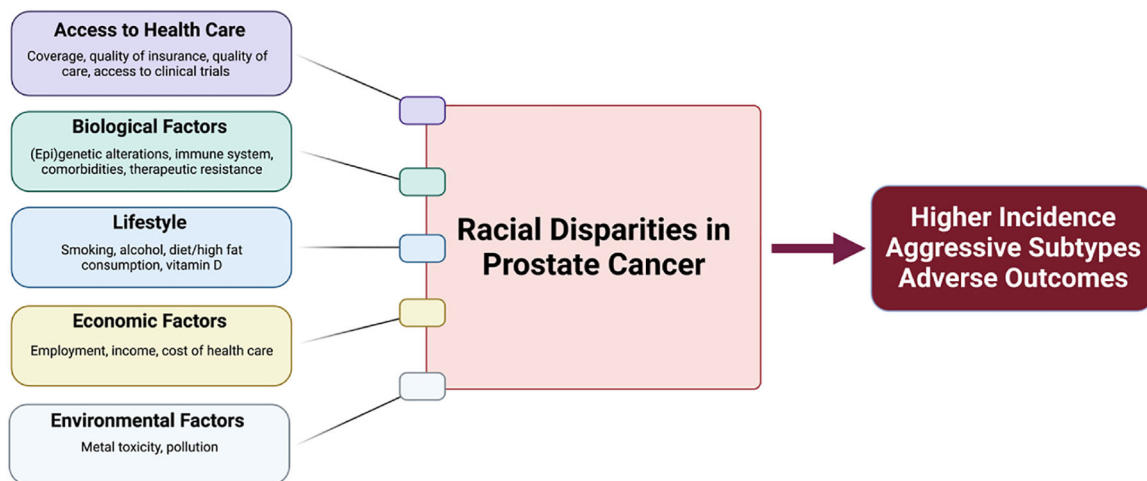 Access to Health Care
Coverage, quality of insurance, quality of
care, access to clinical trials
Biological Factors
(Epi)genetic alterations, immune system,
comorbidities, therapeutic resistance
Lifestyle
Smoking, alcohol, diet/high fat
consumption, vitamin D
Economic Factors
Employment, income, cost of health care
Environmental Factors
Metal toxicity, pollution
Racial Disparities in
Prostate Cancer
Higher Incidence
Aggressive Subtypes
Adverse Outcomes